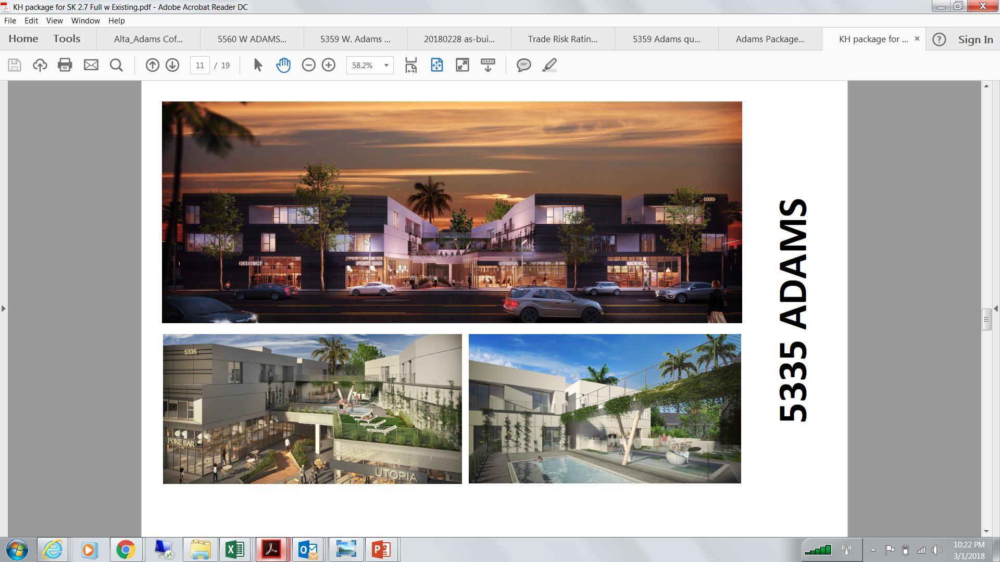 KH package for SK 2.7 Full w Existing.pdf - Adobe Acrobat Reader DC
File Edit View Window Help
Home Tools Alta_Adams Cof... 5560 W ADAMS... 5359 W. Adams ... 20180228 as-bui... Trade Risk Ratin... 5359 Adams qu... Adams Package... KH package for ... × ? Sign In
11 / 19 58.2%
5335
DISTRICT POKE BAR UTOPIA MODICA
5335 ADAMS
5335
POKE BAR
UTOPIA
10:22 PM
3/1/2018